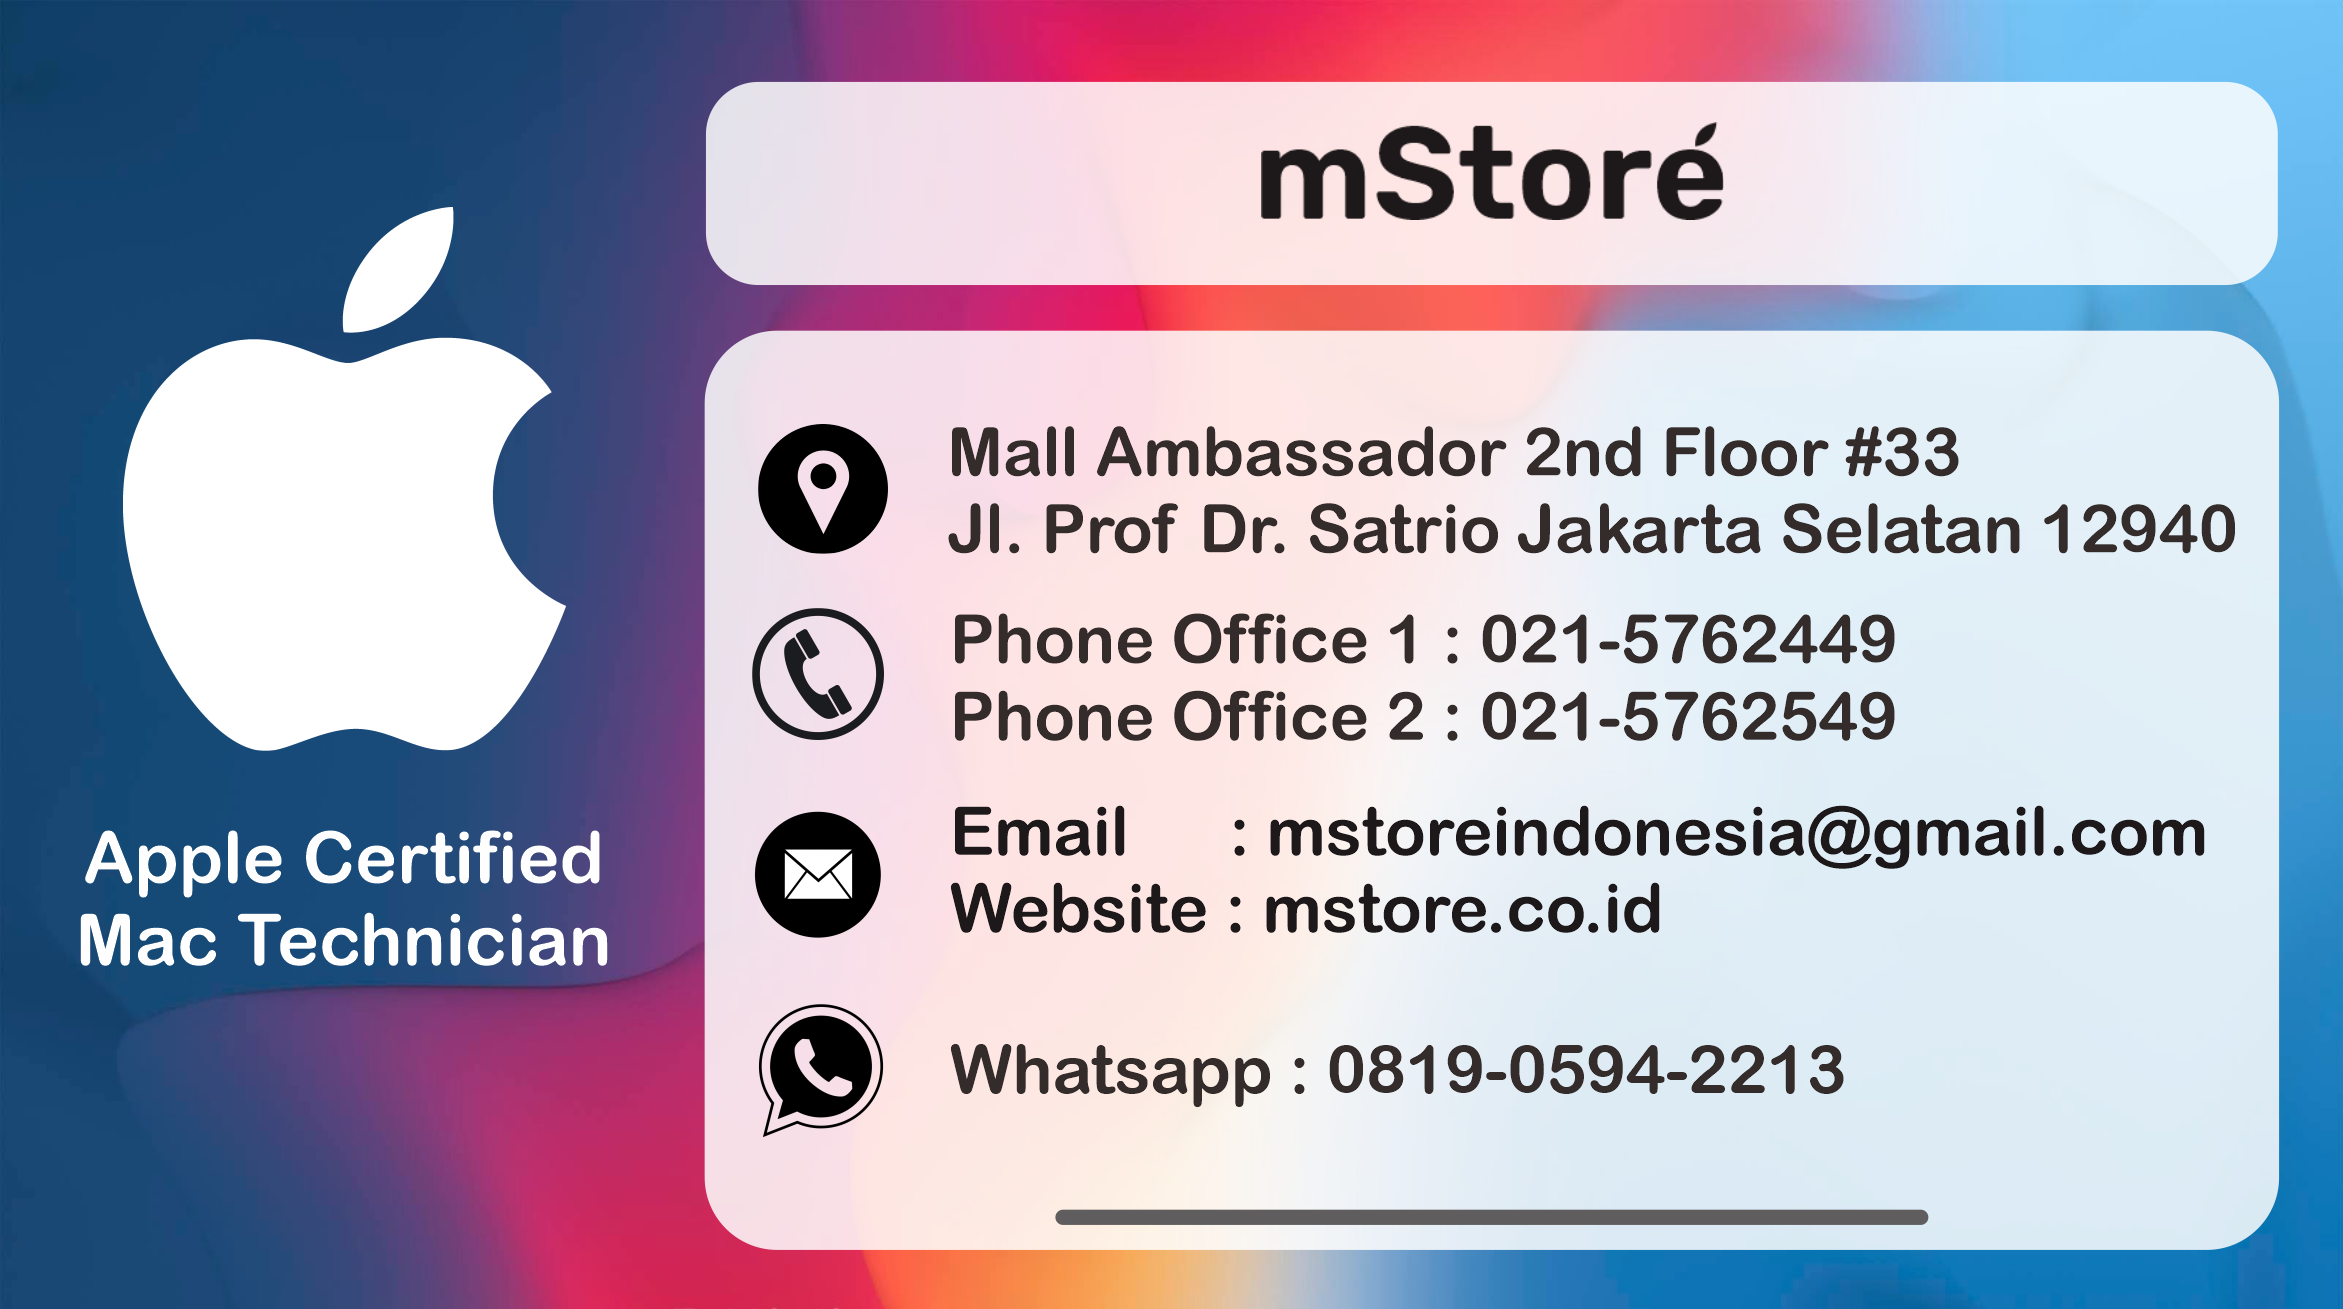 Apple Certified
Mac Technician
mStoré
Mall Ambassador 2nd Floor #33
Jl. Prof Dr. Satrio Jakarta Selatan 12940
Phone Office 1 : 021-5762449
Phone Office 2 : 021-5762549
Email : mstoreindonesia@gmail.com
Website : mstore.co.id
Whatsapp : 0819-0594-2213